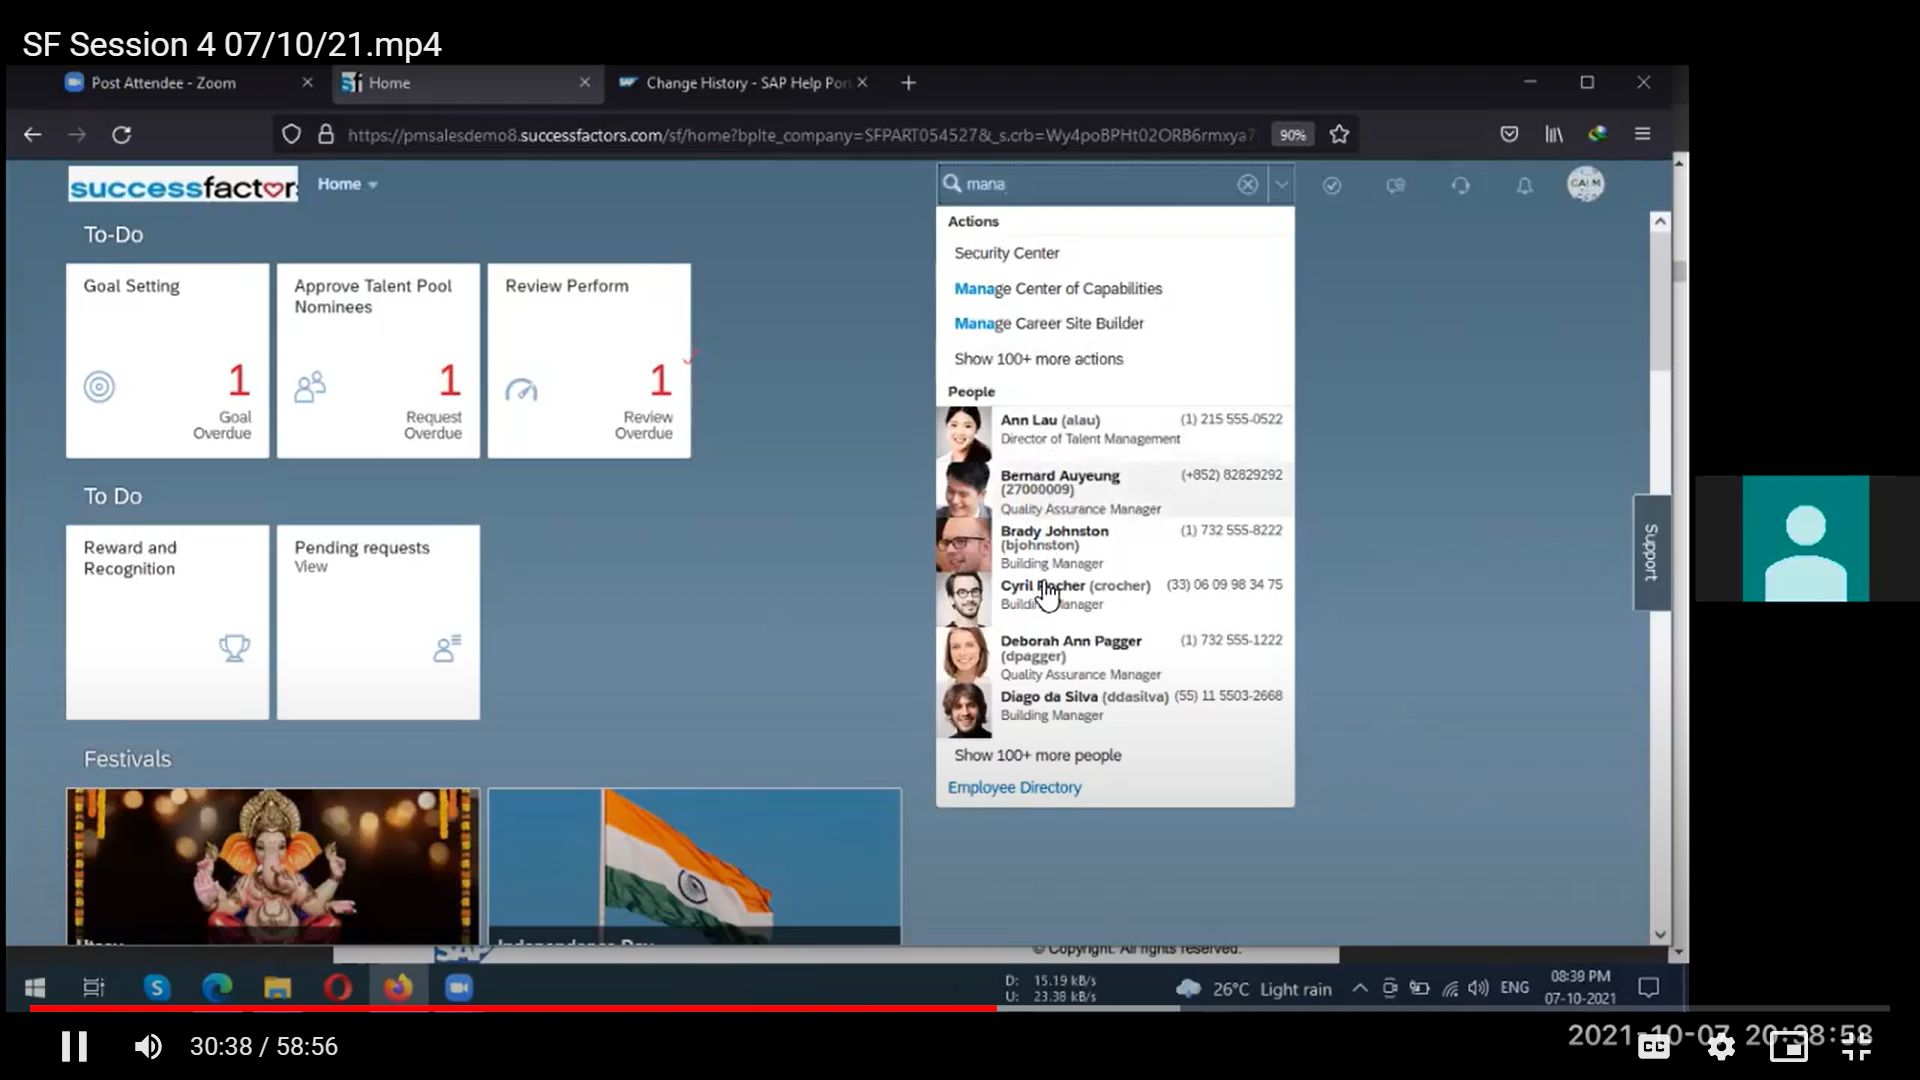 SF Session 4 07/10/21.mp4
Post Attendee - Zoom
Home
Change History - SAP Help Port
https://pmsalesdemo8.successfactors.com/sf/home?bplte_company=SFPART054527&_s.crb=Wy4poBPHt02ORB6rmxya7
90%
successfactors
Home
mana
To-Do
Goal Setting
1
Goal
Overdue
Approve Talent Pool
Nominees
1
Request
Overdue
Review Perform
1
Review
Overdue
To Do
Reward and
Recognition
Pending requests
View
Festivals
Independence Day
Actions
Security Center
Manage Center of Capabilities
Manage Career Site Builder
Show 100+ more actions
People
Ann Lau (alau) (1) 215 555-0522
Director of Talent Management
Bernard Auyeung (+852) 82829292
(27000009)
Quality Assurance Manager
Brady Johnston (1) 732 555-8222
(bjohnston)
Building Manager
Cyril Rocher (crocher) (33) 06 09 98 34 75
Building Manager
Deborah Ann Pagger (1) 732 555-1222
(dpagger)
Quality Assurance Manager
Diago da Silva (ddasilva) (55) 11 5503-2668
Building Manager
Show 100+ more people
Employee Directory
Support
SAP
© Copyright. All rights reserved.
D: 15.19 kB/s
U: 23.38 kB/s
26°C Light rain
ENG
08:39 PM
07-10-2021
30:38 / 58:56
2021-10-07 20:38:58
CC